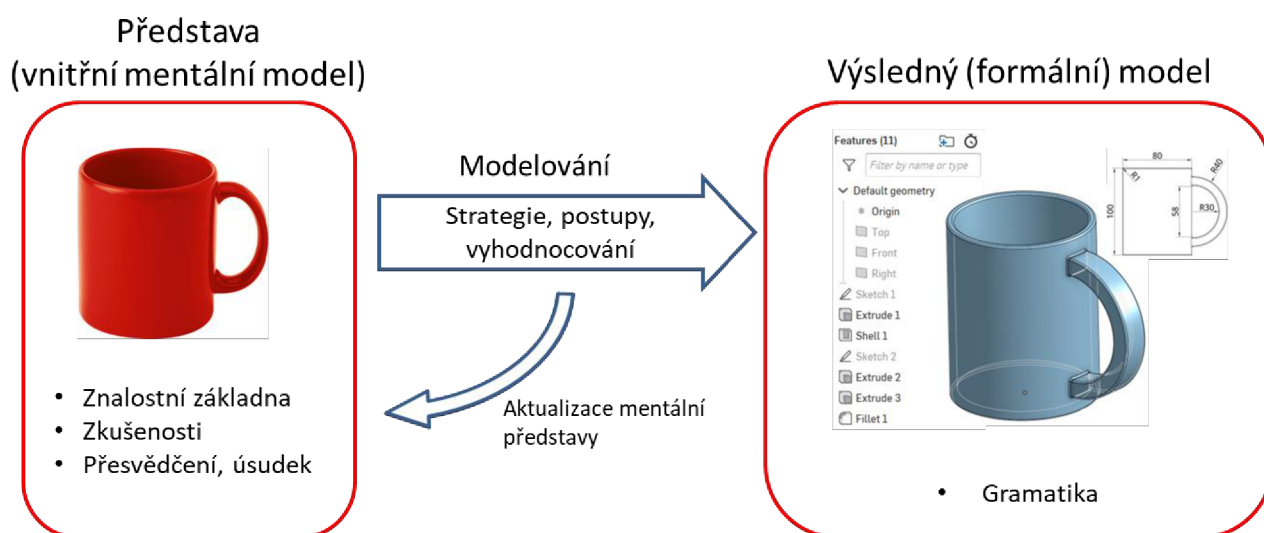 Představa
(vnitřní mentální model)
• Znalostní základna
• Zkušenosti
• Přesvědčení, úsudek
Modelování
Strategie, postupy,
vyhodnocování
Aktualizace mentální
představy
Výsledný (formální) model
Features (11)
Filter by name or type
Default geometry
Origin
Top
Front
Right
Sketch 1
Extrude 1
Shell 1
Sketch 2
Extrude 2
Extrude 3
Fillet 1
80
R40
R1
100
58
R30
• Gramatika